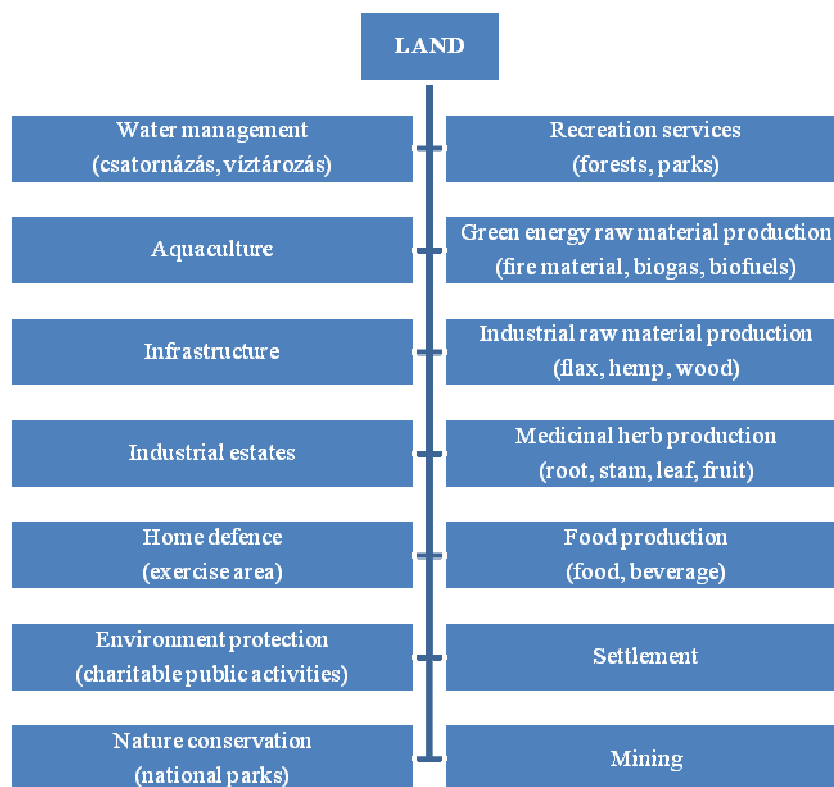 LAND
Water management
(csatornázás, víztározás)
Recreation services
(forests, parks)
Aquaculture
Green energy raw material production
(fire material, biogas, biofuels)
Infrastructure
Industrial raw material production
(flax, hemp, wood)
Industrial estates
Medicinal herb production
(root, stam, leaf, fruit)
Home defence
(exercise area)
Food production
(food, beverage)
Environment protection
(charitable public activities)
Settlement
Nature conservation
(national parks)
Mining